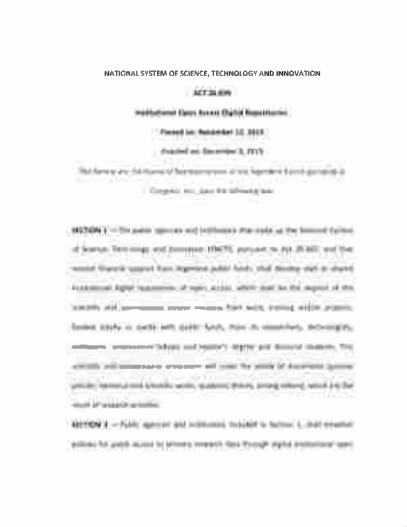 NATIONAL SYSTEM OF SCIENCE, TECHNOLOGY AND INNOVATION
ACT 26.899
Institutional Open Access Digital Repositories
Passed on: November 13, 2013
Enacted on: December 3, 2013
The Senate and the House of Representatives of the Argentine Nation gathered in
Congress, etc., pass the following law:
SECTION 1 — The public agencies and institutions that make up the National System
of Science, Technology and Innovation (SNCTI), pursuant to Act 25.467, and that
receive financial support from Argentine public funds, shall develop own or shared
institutional digital repositories of open access, which shall be the deposit of the
scientific and from work, training and/or projects,
funded totally or partly with public funds, from its researchers, technologists,
fellows and Master's degree and doctoral students. This
scientific and will cover the whole of documents (journal
articles, technical and scientific works, academic theses, among others), which are the
result of research activities.
SECTION 2 — Public agencies and institutions included in Section 1, shall establish
policies for public access to primary research data through digital institutional open